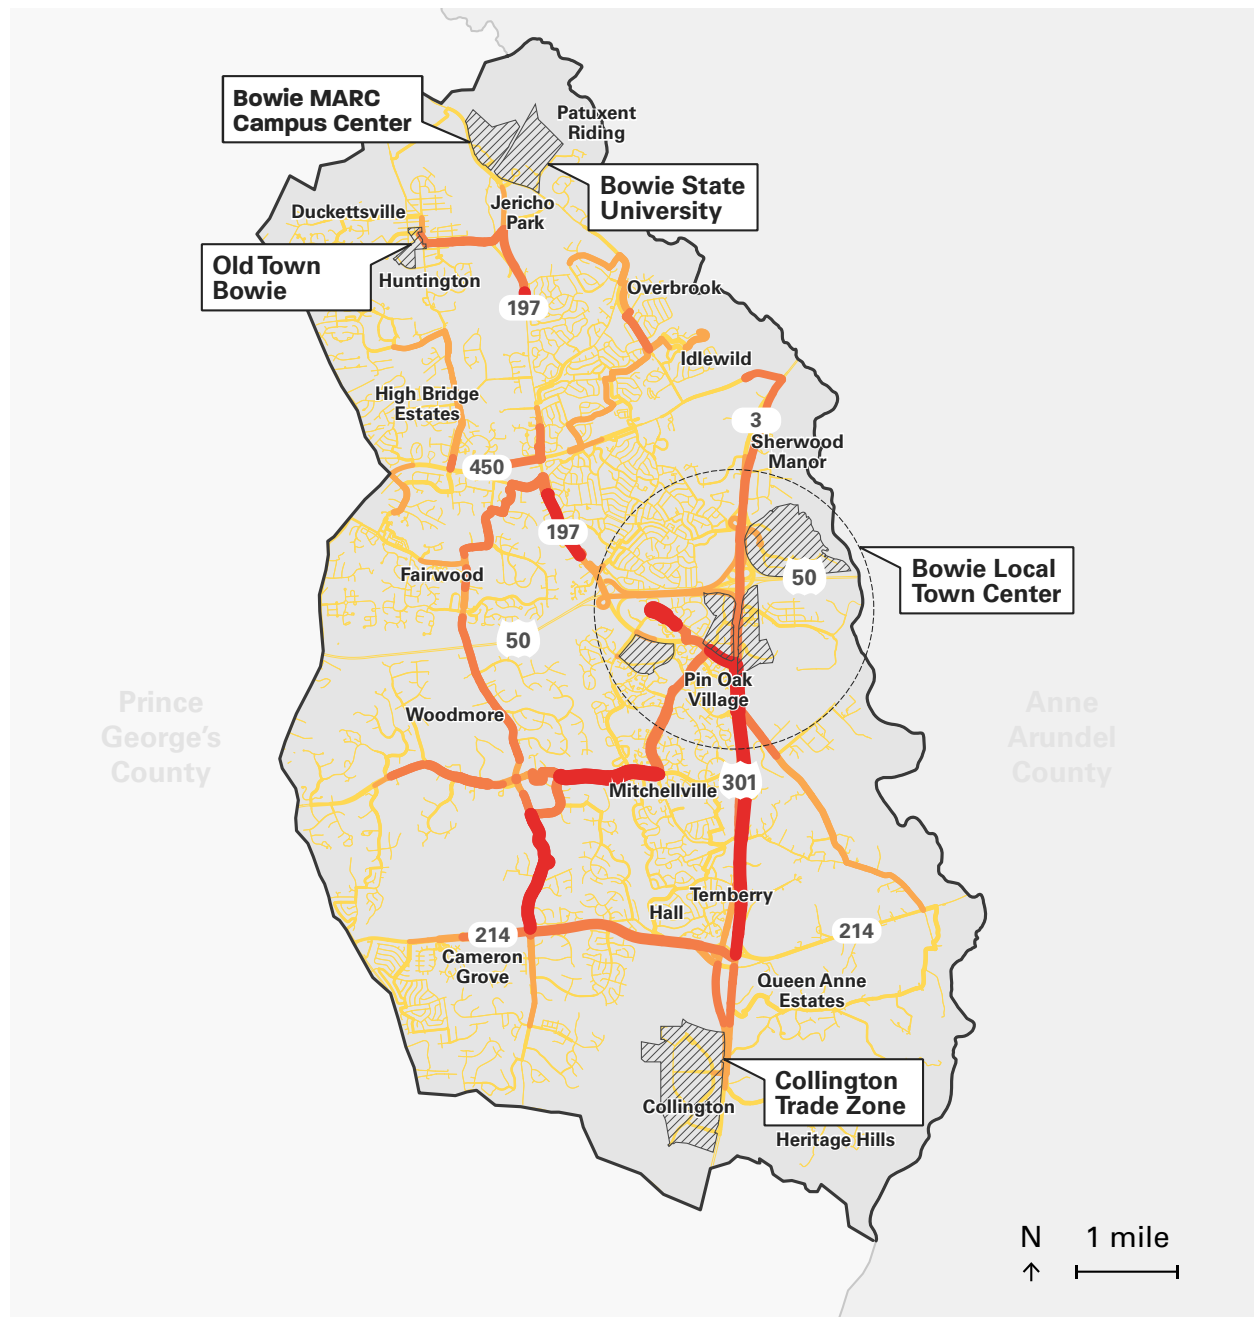 Bowie MARC
Campus Center
Patuxent
Riding
Bowie State
University
Duckettsville
Jericho
Park
Old Town
Bowie
Huntington
197
Overbrook
Idlewild
High Bridge
Estates
3
Sherwood
Manor
450
197
Fairwood
50
Bowie Local
Town Center
50
Pin Oak
Village
Prince
George's
County
Woodmore
Anne
Arundel
County
Mitchellville
301
Ternberry
Hall
214
214
Cameron
Grove
Queen Anne
Estates
Collington
Trade Zone
Collington
Heritage Hills
N
1 mile